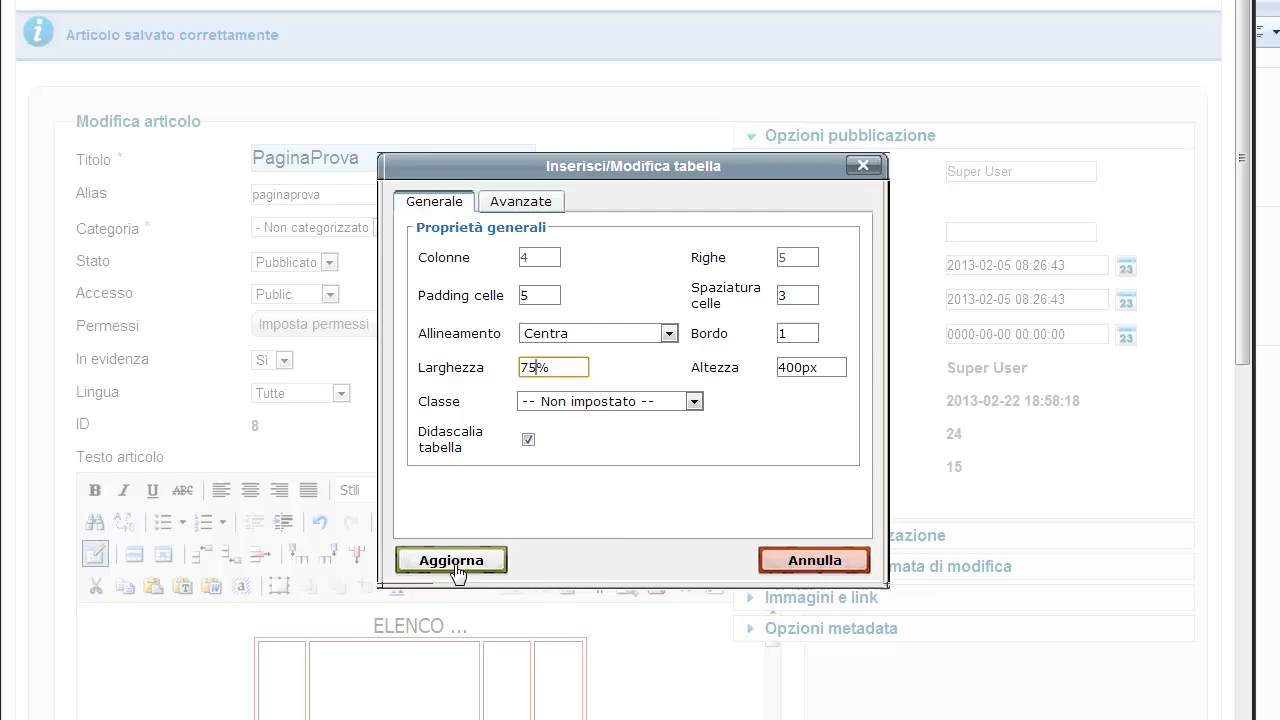 Articolo salvato correttamente
Modifica articolo
Titolo *
PaginaProva
Alias
paginaprova
Categoria *
- Non categorizzato
Stato
Pubblicato
Accesso
Public
Permessi
Imposta permessi
In evidenza
Sì
Lingua
Tutte
ID
8
Testo articolo
B I U ABC
Stili
ELENCO ...
Inserisci/Modifica tabella
Generale
Avanzate
Proprietà generali
Colonne
4
Righe
5
Padding celle
5
Spaziatura
celle
3
Allineamento
Centra
Bordo
1
Larghezza
75%
Altezza
400px
Classe
-- Non impostato --
Didascalia
tabella
Aggiorna
Annulla
Opzioni pubblicazione
Super User
2013-02-05 08:26:43
23
2013-02-05 08:26:43
23
0000-00-00 00:00:00
23
Super User
2013-02-22 18:58:18
24
15
zazione
mata di modifica
Immagini e link
Opzioni metadata